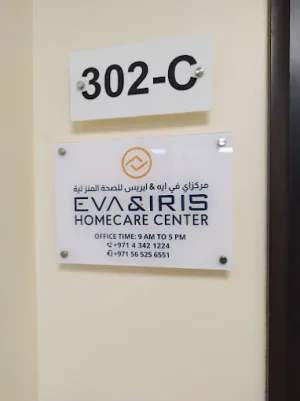 302-C
مركزاي في ايه & ايريس للصحة المنزلية
EVA & IRIS
HOMECARE CENTER
OFFICE TIME: 9 AM TO 5 PM
+971 4 342 1224
+971 56 525 6551